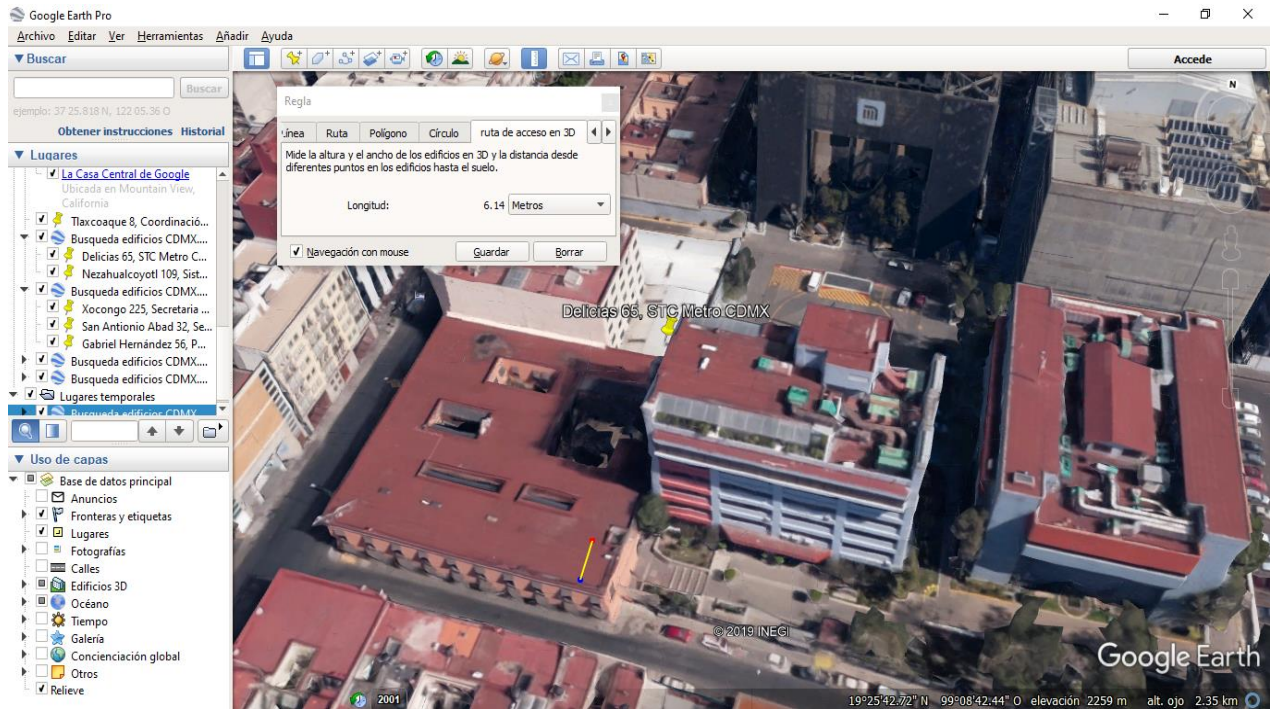 Google Earth Pro
Archivo Editar Ver Herramientas Añadir Ayuda
Buscar
Buscar
ejemplo: 37 25.818 N, 122 05.36 O
Obtener instrucciones Historial
Lugares
La Casa Central de Google
Ubicada en Mountain View,
California
Tlaxcoaque 8, Coordinació...
Busqueda edificios CDMX....
Delicias 65, STC Metro C...
Nezahualcoyotl 109, Sist...
Busqueda edificios CDMX....
Xocongo 225, Secretaria ...
San Antonio Abad 32, Se...
Gabriel Hernández 56, P...
Busqueda edificios CDMX....
Busqueda edificios CDMX....
Lugares temporales
Busqueda edificios CDMX
Uso de capas
Base de datos principal
Anuncios
Fronteras y etiquetas
Lugares
Fotografías
Calles
Edificios 3D
Océano
Tiempo
Galería
Concienciación global
Otros
Relieve
Accede
N
Regla
Línea Ruta Polígono Círculo ruta de acceso en 3D
Mide la altura y el ancho de los edificios en 3D y la distancia desde
diferentes puntos en los edificios hasta el suelo.
Longitud: 6.14 Metros
Navegación con mouse Guardar Borrar
Delicias 65, STC Metro CDMX
© 2019 INEGI
Google Earth
2001
19°25'42.72" N 99°08'42.44" O elevación 2259 m alt. ojo 2.35 km